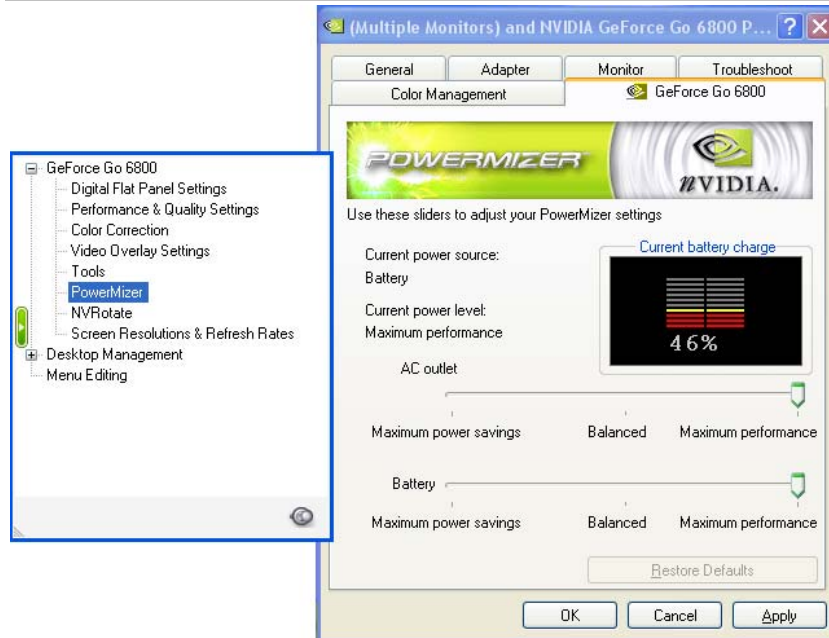 (Multiple Monitors) and NVIDIA GeForce Go 6800 P...
General Adapter Monitor Troubleshoot
Color Management GeForce Go 6800
POWERMIZER
nVIDIA.
GeForce Go 6800
Digital Flat Panel Settings
Performance & Quality Settings
Color Correction
Video Overlay Settings
Tools
PowerMizer
NVRotate
Screen Resolutions & Refresh Rates
Desktop Management
Menu Editing
Use these sliders to adjust your PowerMizer settings
Current power source:
Battery
Current power level:
Maximum performance
Current battery charge
46%
AC outlet
Maximum power savings Balanced Maximum performance
Battery
Maximum power savings Balanced Maximum performance
Restore Defaults
OK Cancel Apply